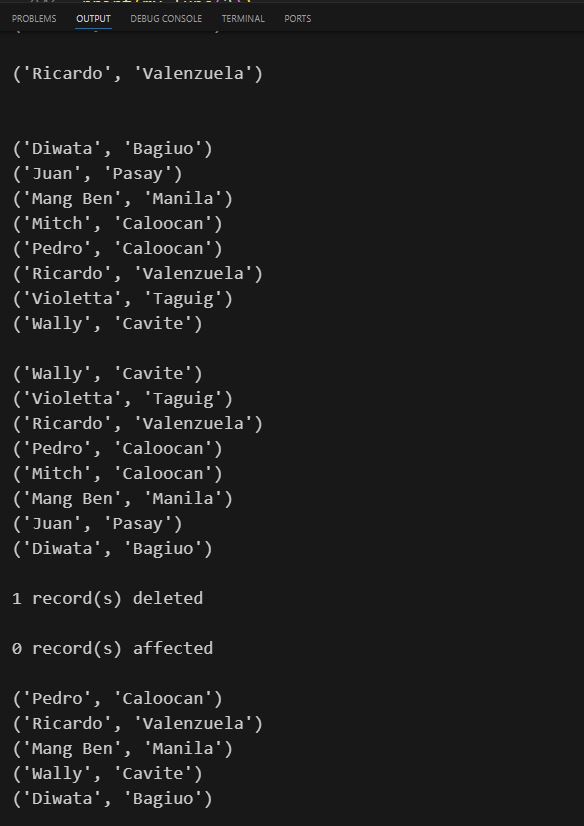 PROBLEMS OUTPUT DEBUG CONSOLE TERMINAL PORTS
('Ricardo', 'Valenzuela')
('Diwata', 'Bagiuo')
('Juan', 'Pasay')
('Mang Ben', 'Manila')
('Mitch', 'Caloocan')
('Pedro', 'Caloocan')
('Ricardo', 'Valenzuela')
('Violetta', 'Taguig')
('Wally', 'Cavite')
('Wally', 'Cavite')
('Violetta', 'Taguig')
('Ricardo', 'Valenzuela')
('Pedro', 'Caloocan')
('Mitch', 'Caloocan')
('Mang Ben', 'Manila')
('Juan', 'Pasay')
('Diwata', 'Bagiuo')
1 record(s) deleted
0 record(s) affected
('Pedro', 'Caloocan')
('Ricardo', 'Valenzuela')
('Mang Ben', 'Manila')
('Wally', 'Cavite')
('Diwata', 'Bagiuo')